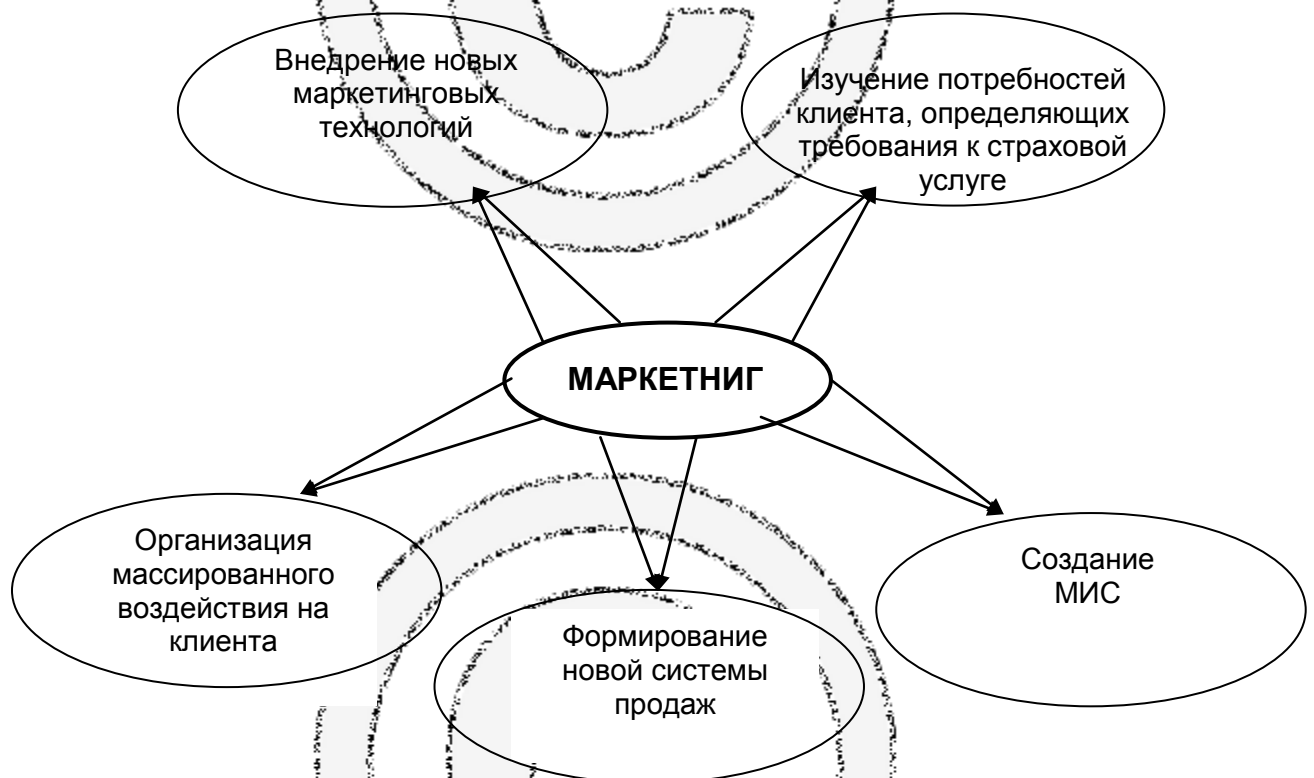 Внедрение новых
маркетинговых
технологий
Изучение потребностей
клиента, определяющих
требования к страховой
услуге
МАРКЕТНИГ
Организация
массированного
воздействия на
клиента
Формирование
новой системы
продаж
Создание
МИС